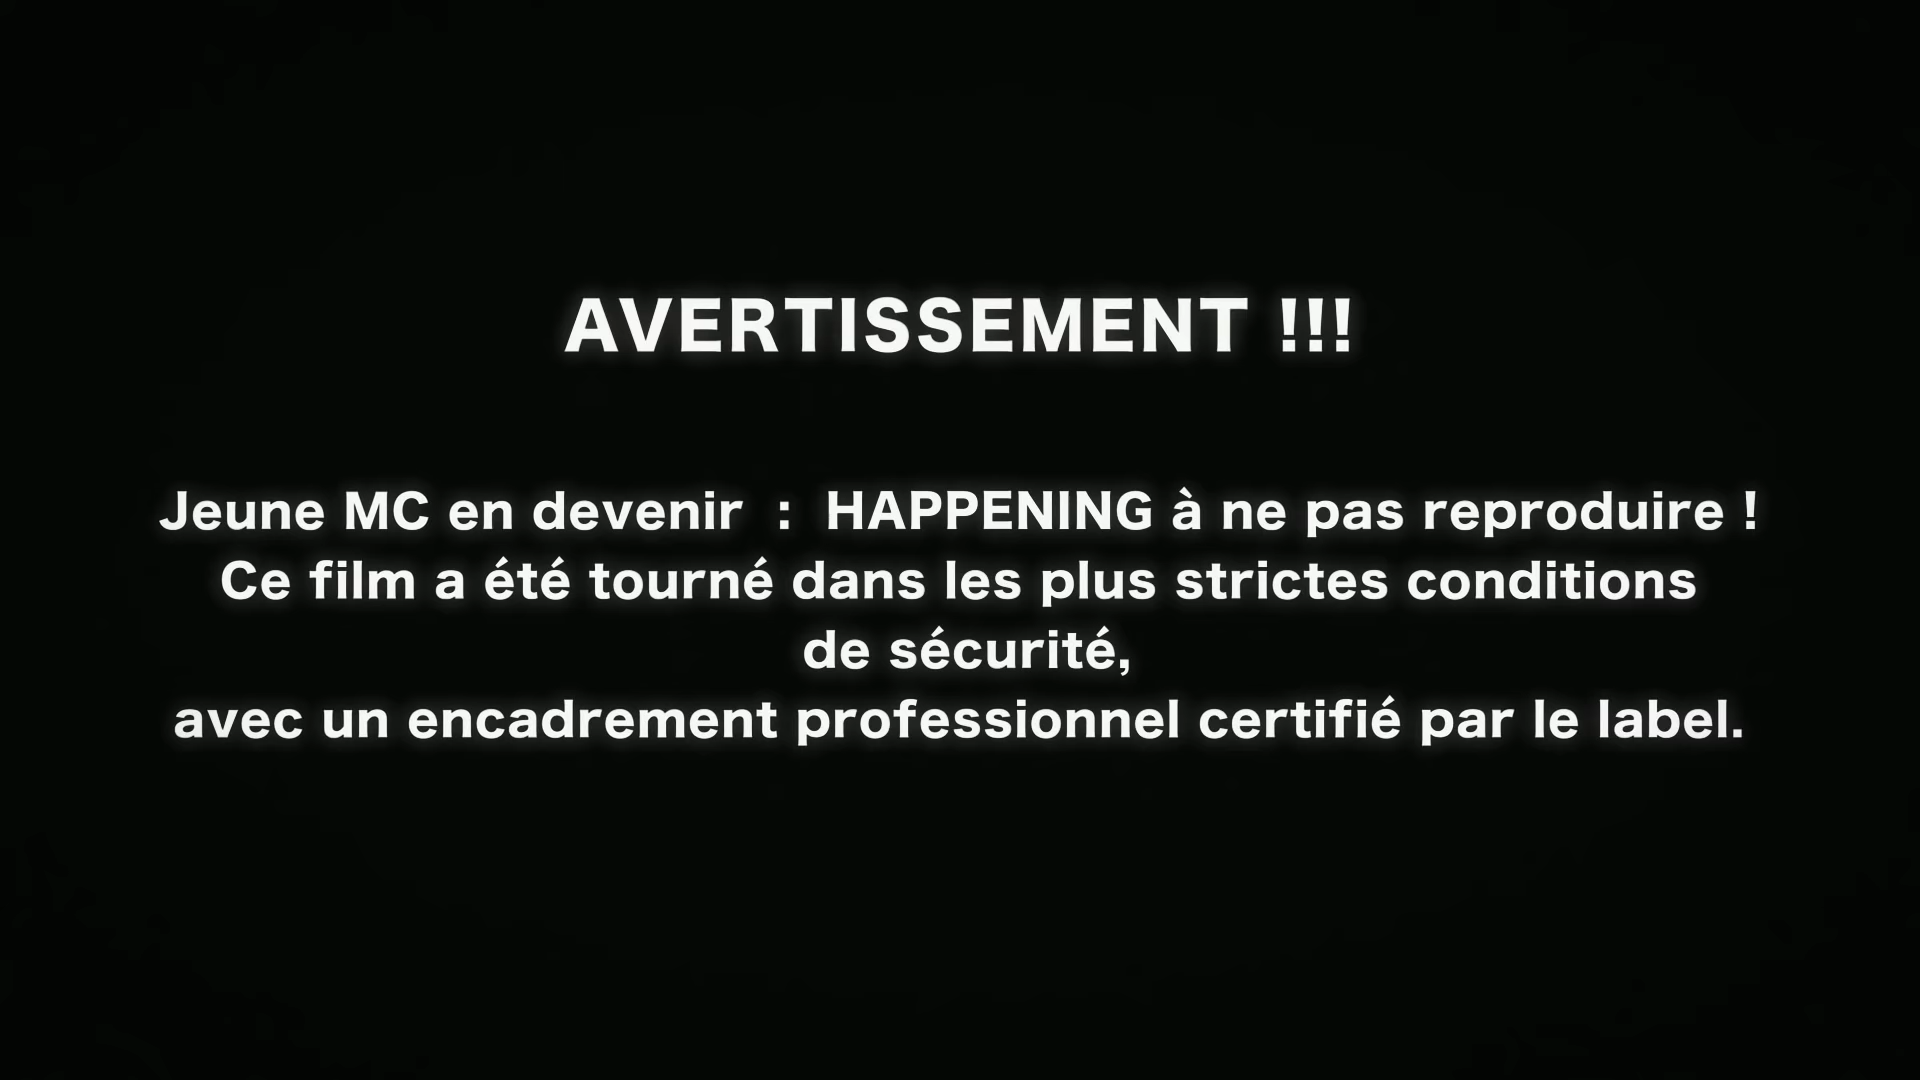 AVERTISSEMENT !!!
Jeune MC en devenir : HAPPENING à ne pas reproduire !
Ce film a été tourné dans les plus strictes conditions
de sécurité,
avec un encadrement professionnel certifié par le label.